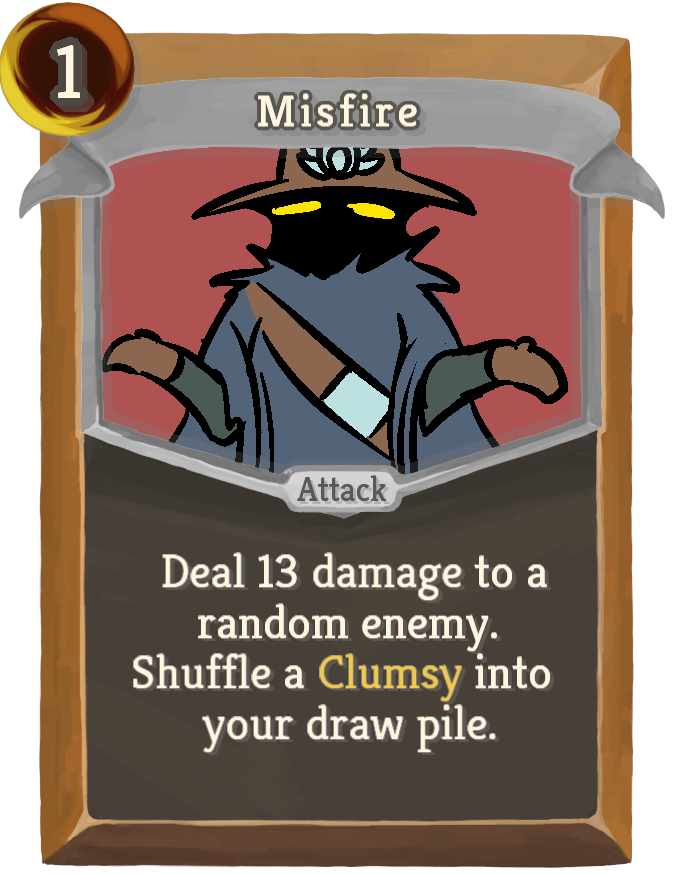 1
Misfire
Attack
Deal 13 damage to a
random enemy.
Shuffle a Clumsy into
your draw pile.